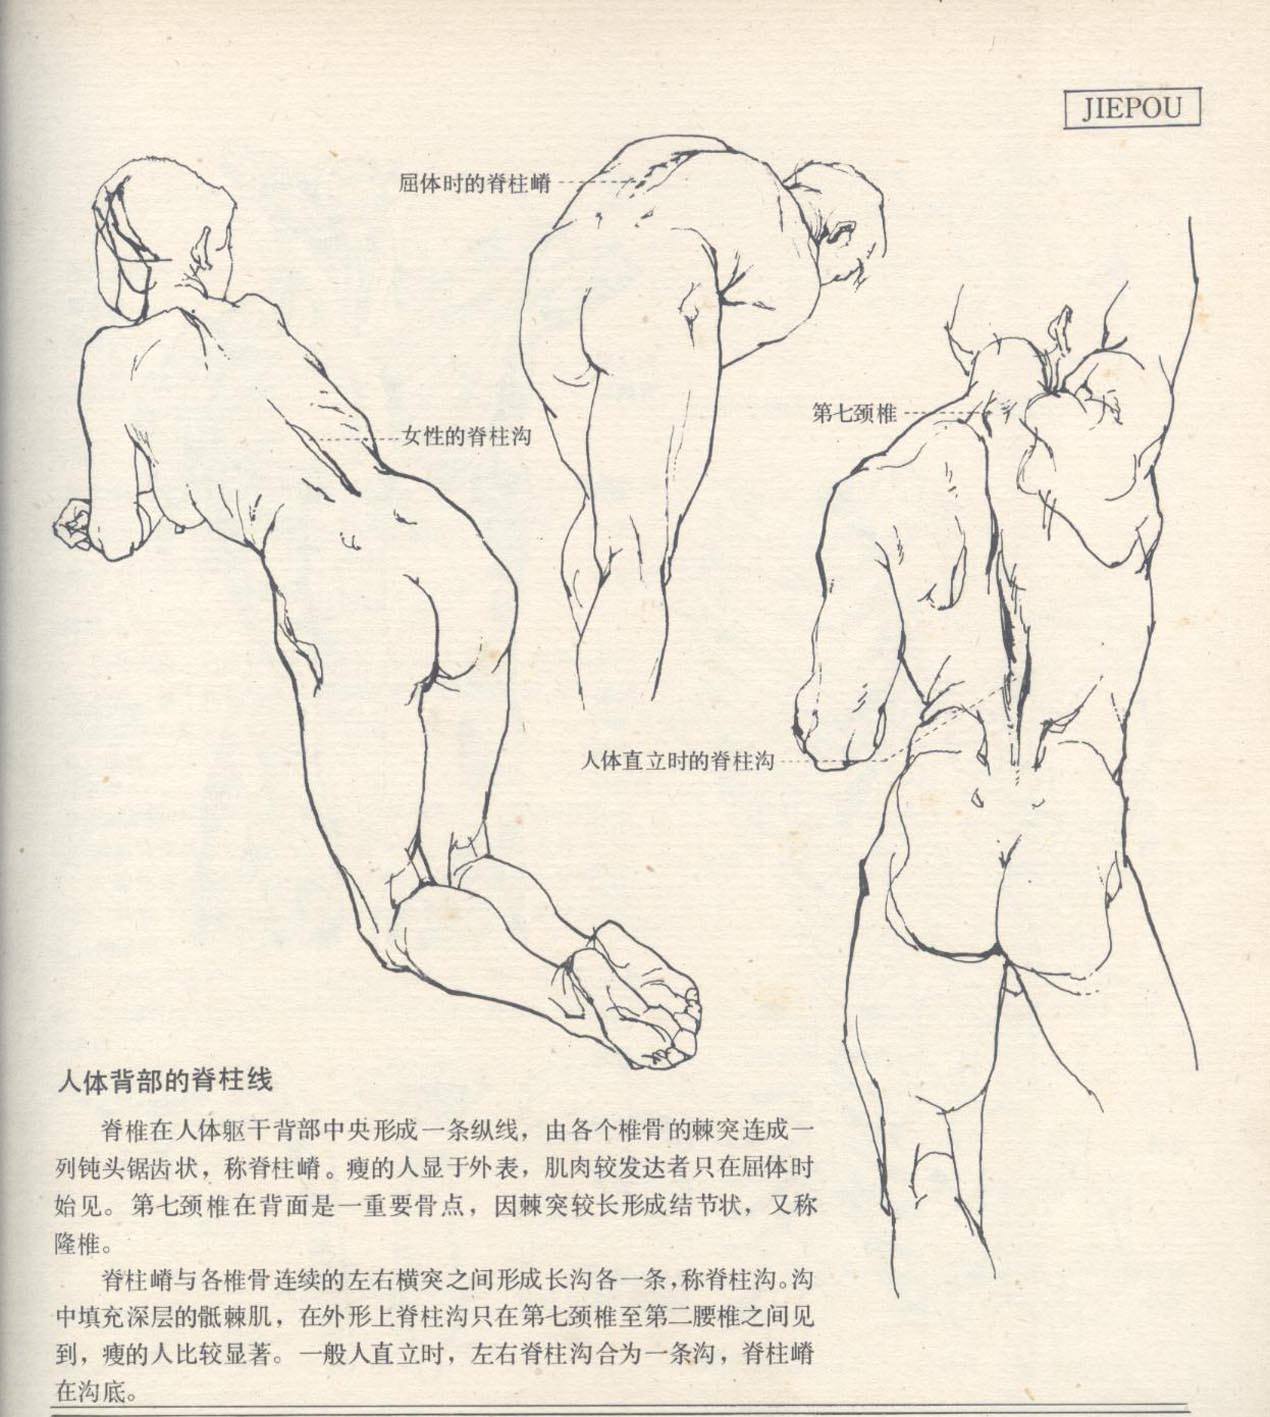 JIEPOU
屈体时的脊柱嵴
女性的脊柱沟
第七颈椎
人体直立时的脊柱沟
人体背部的脊柱线
脊椎在人体躯干背部中央形成一条纵线，由各个椎骨的棘突连成一
列钝头锯齿状，称脊柱嵴。瘦的人显于外表，肌肉较发达者只在屈体时
始见。第七颈椎在背面是一重要骨点，因棘突较长形成结节状，又称
隆椎。
脊柱嵴与各椎骨连续的左右横突之间形成长沟各一条，称脊柱沟。沟
中填充深层的骶棘肌，在外形上脊柱沟只在第七颈椎至第二腰椎之间见
到，瘦的人比较显著。一般人直立时，左右脊柱沟合为一条沟，脊柱嵴
在沟底。